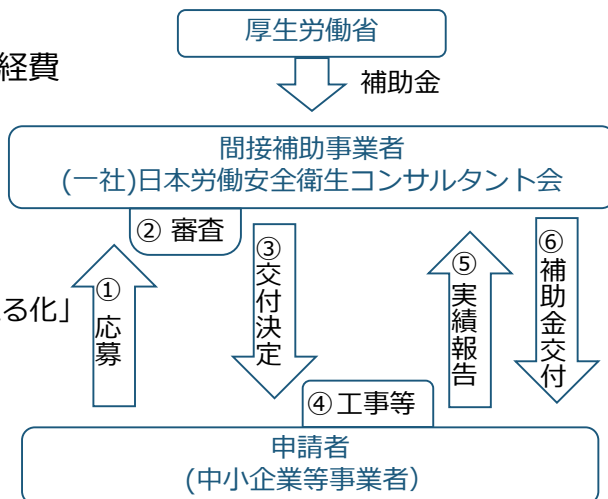 厚生労働省
経費
補助金
間接補助事業者
(一社)日本労働安全衛生コンサルタント会
② 審査
① 応募
③交付決定
⑤実績報告
⑥補助金交付
る化」
④工事等
申請者
(中小企業等事業者）